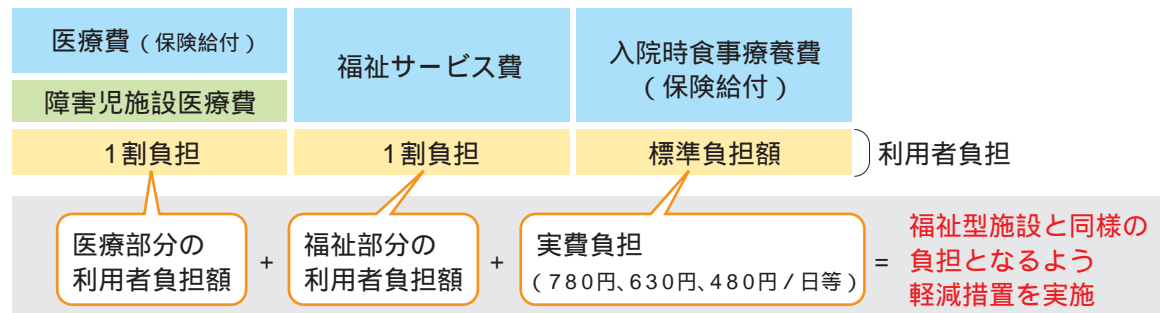 医療費（保険給付）
障害児施設医療費
福祉サービス費
入院時食事療養費
（保険給付）
1割負担
1割負担
標準負担額
利用者負担
医療部分の
利用者負担額
+
福祉部分の
利用者負担額
+
実費負担
（780円、630円、480円/日等）
=
福祉型施設と同様の
負担となるよう
軽減措置を実施